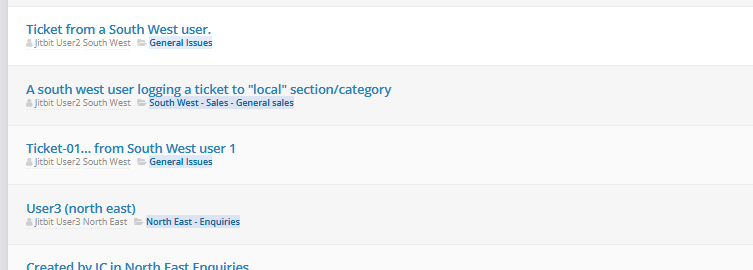 Ticket from a South West user.
Jitbit User2 South West General Issues
A south west user logging a ticket to "local" section/category
Jitbit User2 South West South West - Sales - General sales
Ticket-01... from South West user 1
Jitbit User2 South West General Issues
User3 (north east)
Jitbit User3 North East North East - Enquiries
Created by JC in North East Enquiries